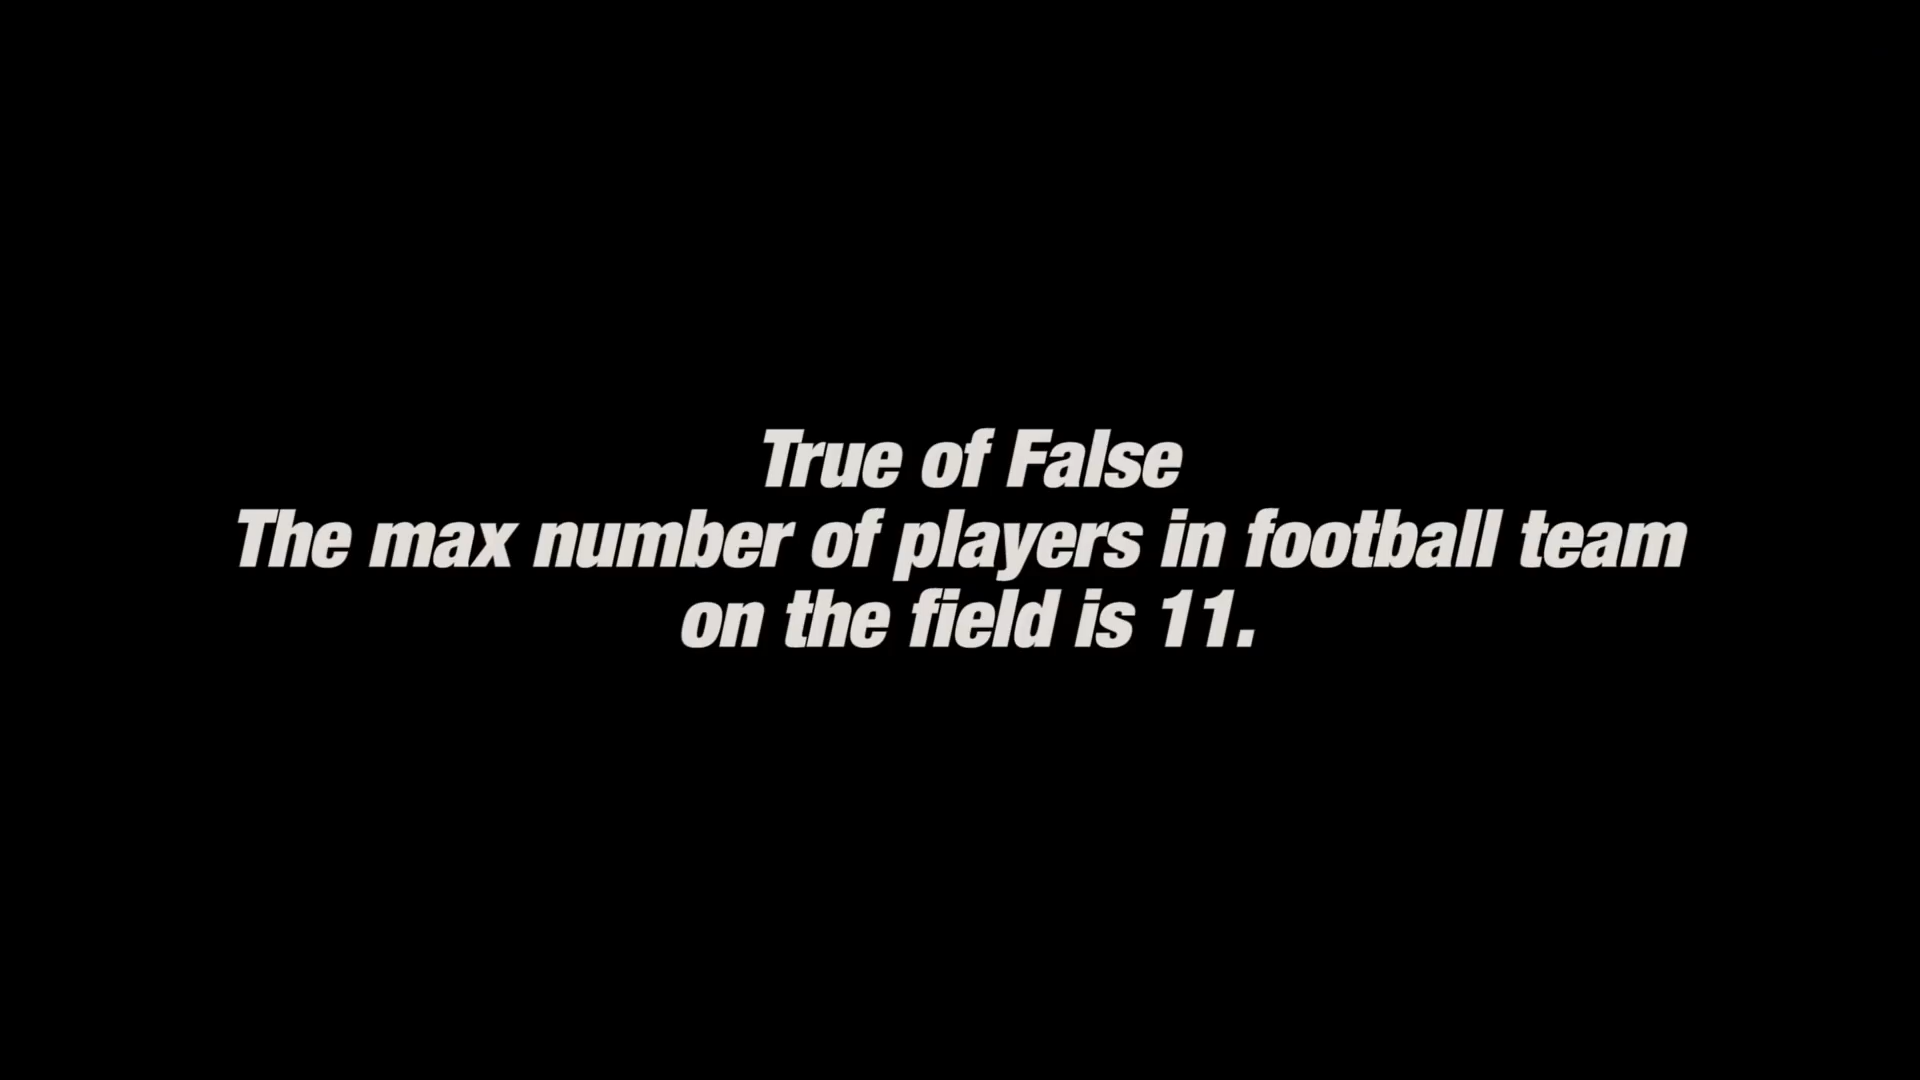 True of False
The max number of players in football team
on the field is 11.